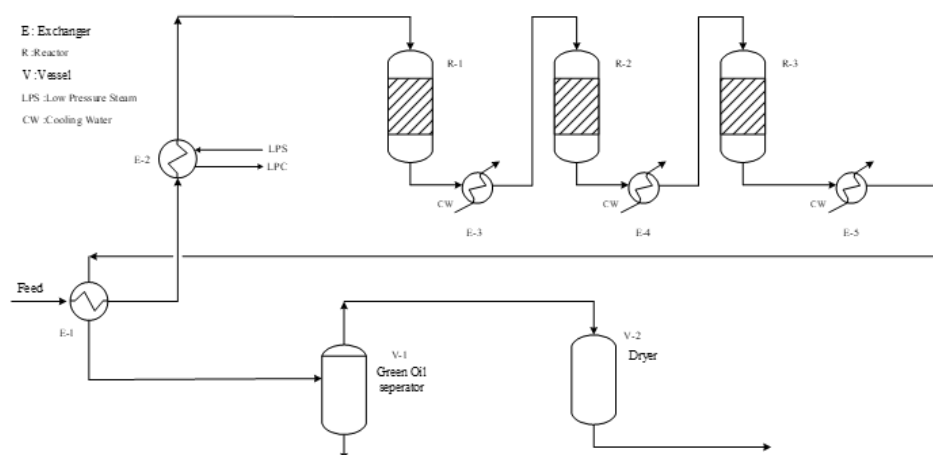 E : Exchanger
R :Reactor
V :Vessel
LPS :Low Pressure Steam
CW :Cooling Water
R-1
R-2
R-3
E-2
LPS
LPC
CW
CW
CW
E-3
E-4
E-5
Feed
E-1
V-1
Green Oil
seperator
V-2
Dryer